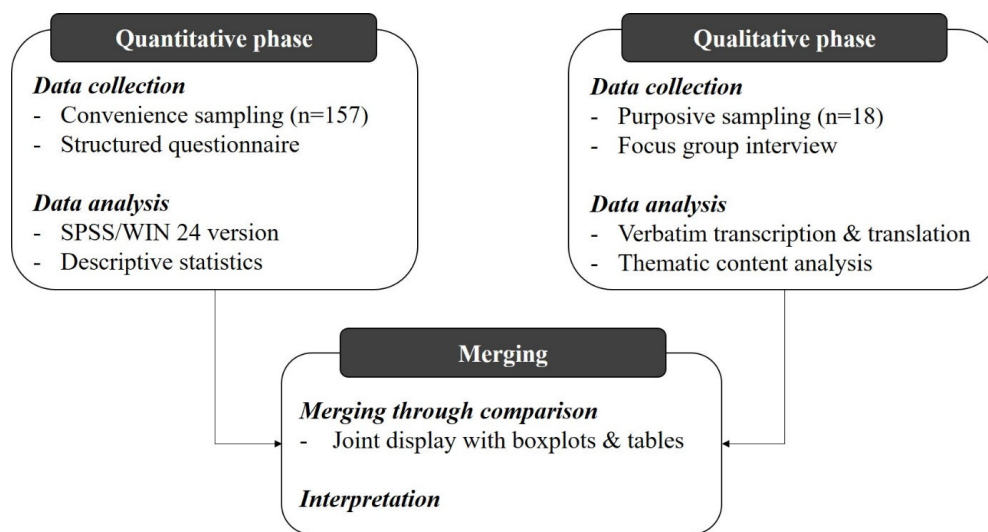 Quantitative phase
Data collection
- Convenience sampling (n=157)
- Structured questionnaire
Data analysis
- SPSS/WIN 24 version
- Descriptive statistics
Qualitative phase
Data collection
- Purposive sampling (n=18)
- Focus group interview
Data analysis
- Verbatim transcription & translation
- Thematic content analysis
Merging
Merging through comparison
- Joint display with boxplots & tables
Interpretation